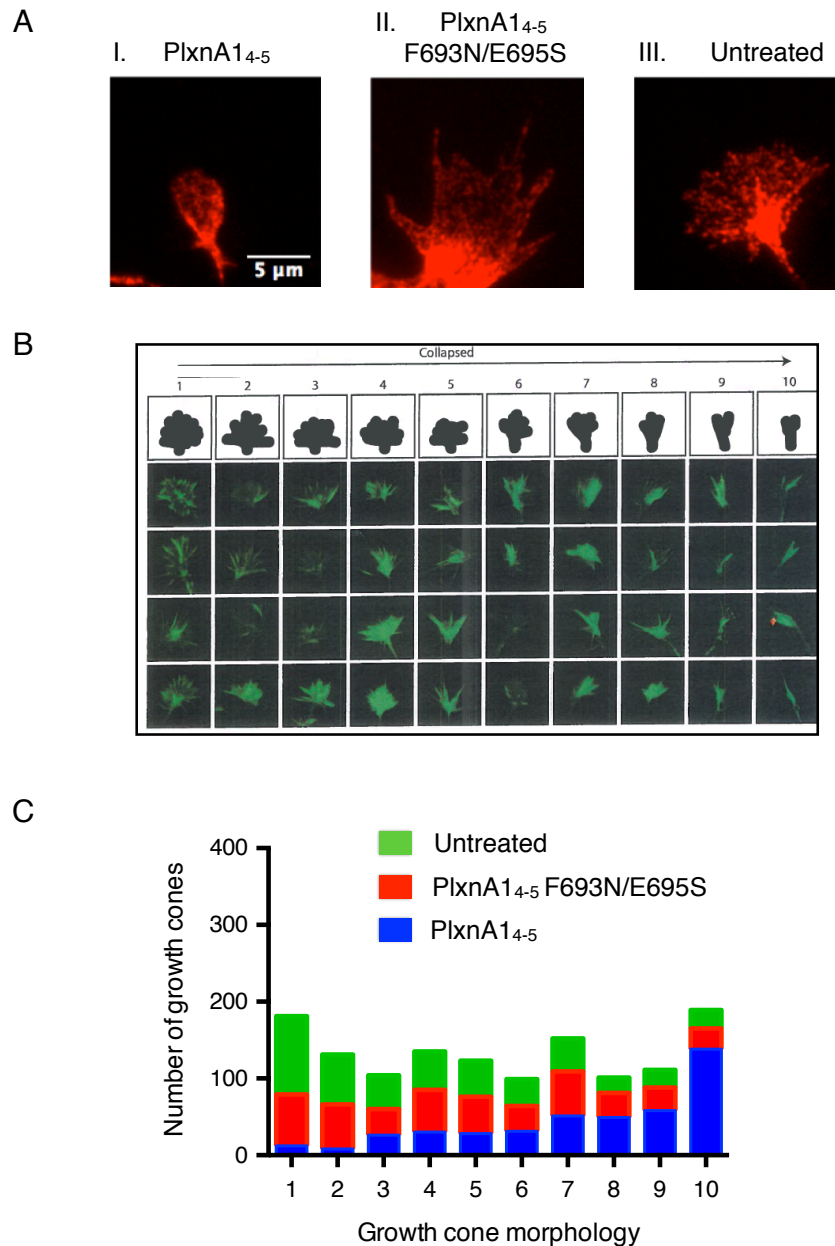 A
I. PlxnA1₄₋₅
II. PlxnA1₄₋₅
F693N/E695S
III. Untreated
5 μm
B
Collapsed
1 2 3 4 5 6 7 8 9 10
C
Untreated
PlxnA1₄₋₅ F693N/E695S
PlxnA1₄₋₅
Number of growth cones
400
300
200
100
0
1 2 3 4 5 6 7 8 9 10
Growth cone morphology